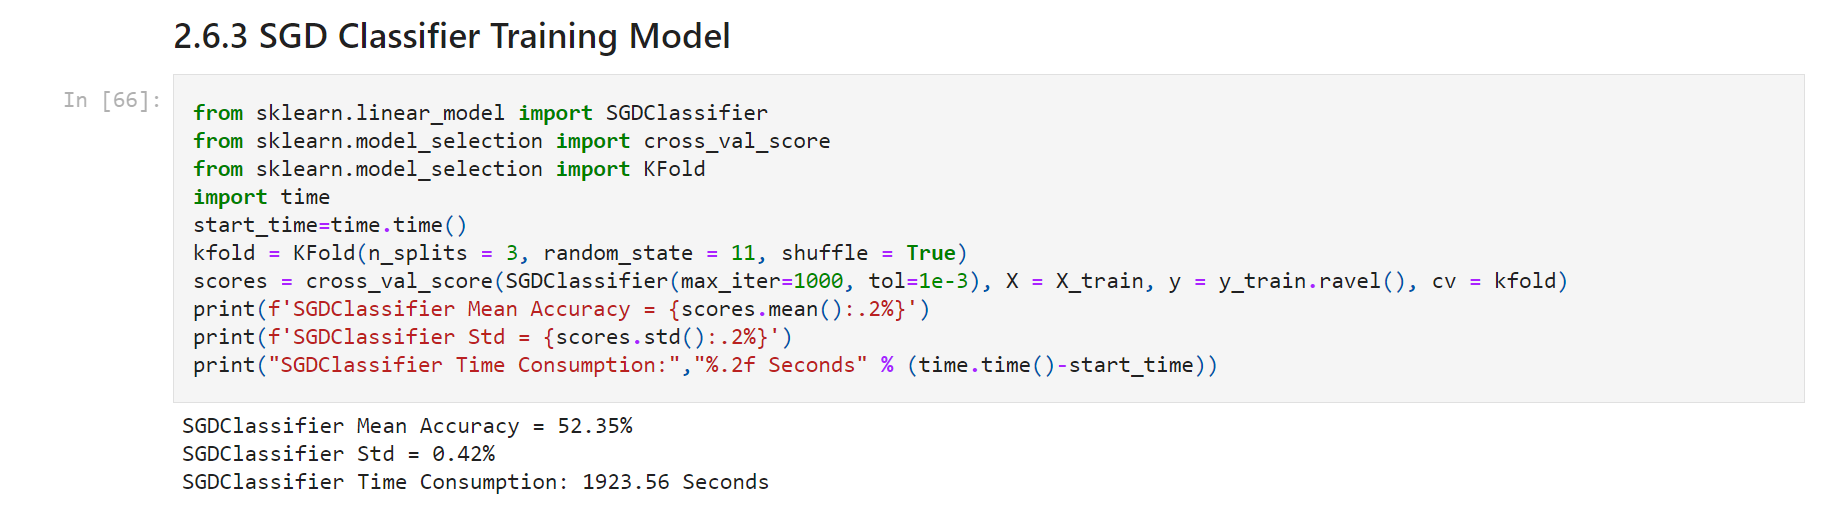 2.6.3 SGD Classifier Training Model
In [66]:
from sklearn.linear_model import SGDClassifier
from sklearn.model_selection import cross_val_score
from sklearn.model_selection import KFold
import time
start_time=time.time()
kfold = KFold(n_splits = 3, random_state = 11, shuffle = True)
scores = cross_val_score(SGDClassifier(max_iter=1000, tol=1e-3), X = X_train, y = y_train.ravel(), cv = kfold)
print(f'SGDClassifier Mean Accuracy = {scores.mean():.2%}')
print(f'SGDClassifier Std = {scores.std():.2%}')
print("SGDClassifier Time Consumption:","%.2f Seconds" % (time.time()-start_time))
SGDClassifier Mean Accuracy = 52.35%
SGDClassifier Std = 0.42%
SGDClassifier Time Consumption: 1923.56 Seconds